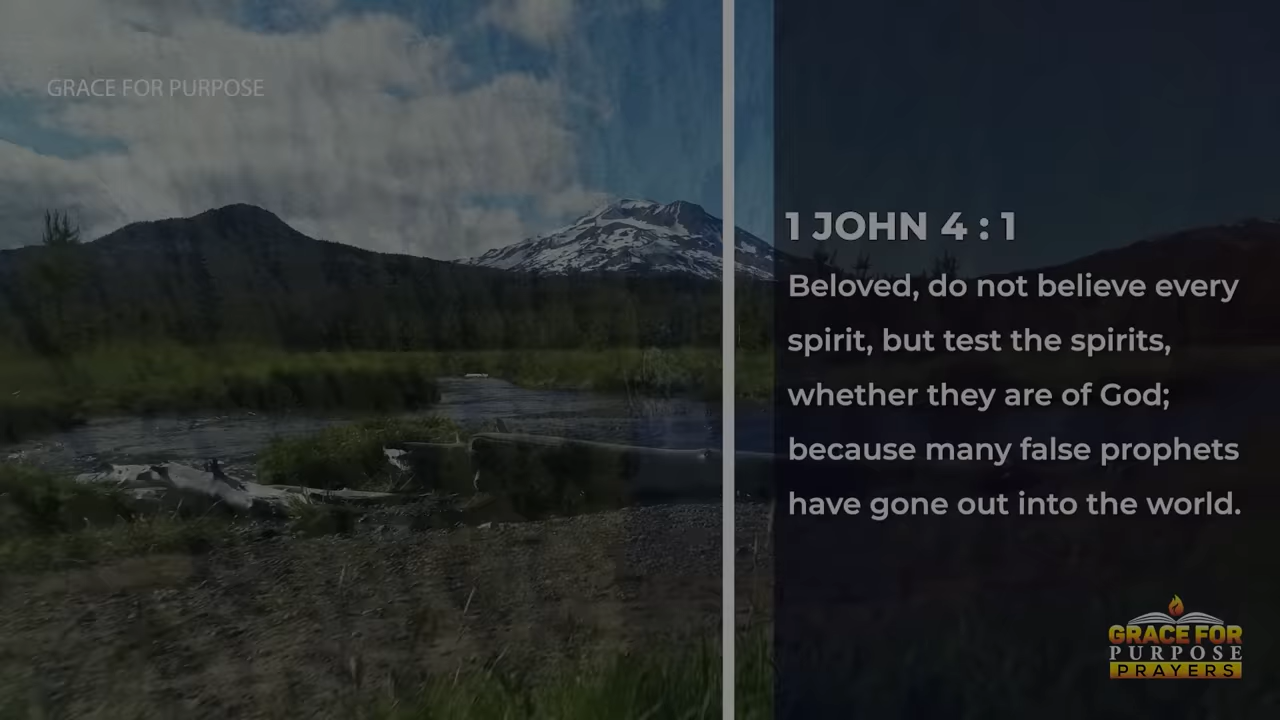 GRACE FOR PURPOSE
1 JOHN 4 : 1
Beloved, do not believe every
spirit, but test the spirits,
whether they are of God;
because many false prophets
have gone out into the world.
GRACE FOR
PURPOSE
PRAYERS